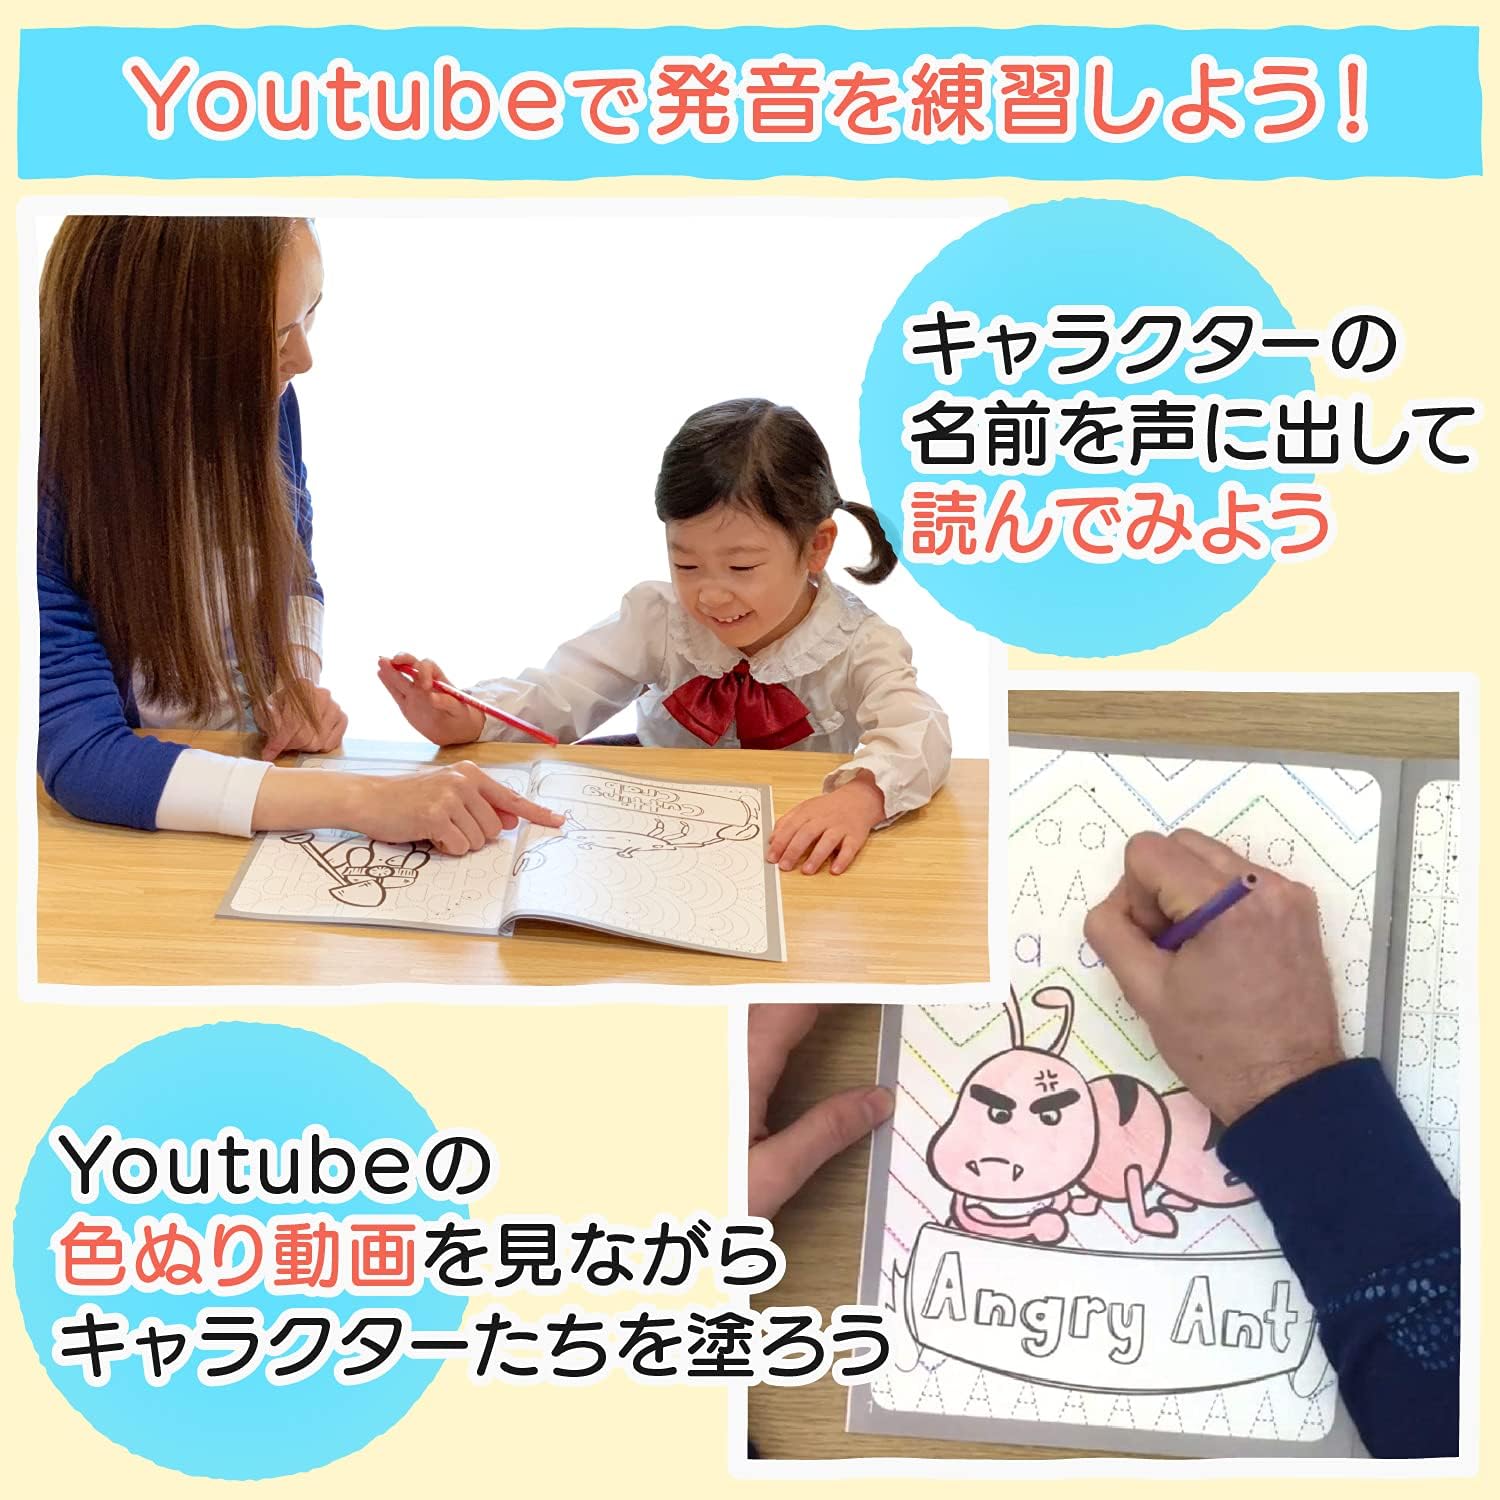 Youtubeで発音を練習しよう!
キャラクターの
名前を声に出して
読んでみよう
Cutting
Crab
Youtubeの
色ぬり動画を見ながら
キャラクターたちを塗ろう
a a a a
A A A
a a
Angry Ant
A A A A A A A A A